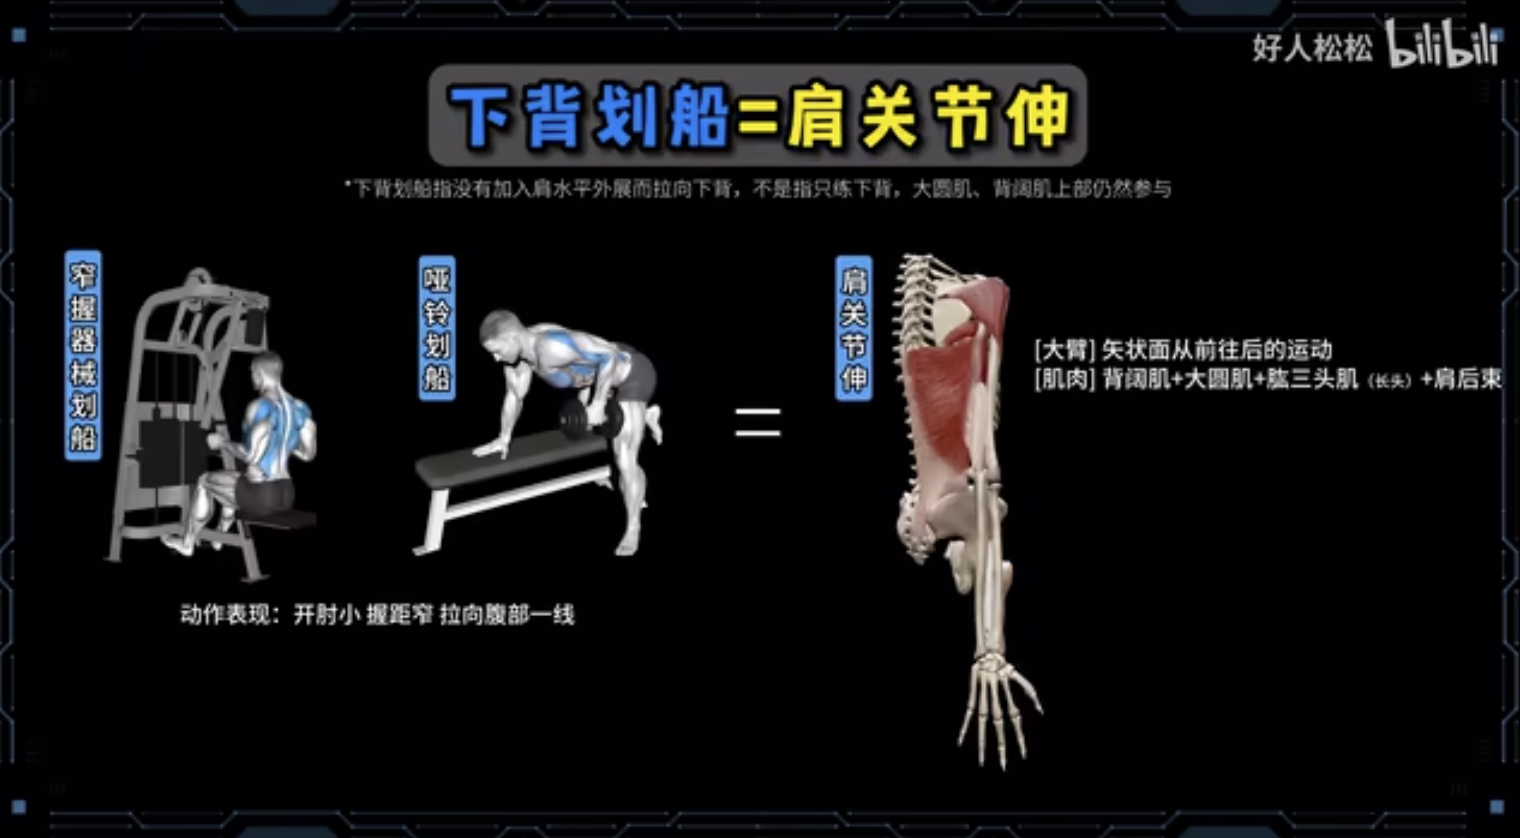 好人松松 bilibili
下背划船=肩关节伸
*下背划船指没有加入肩水平外展而拉向下背，不是指只练下背，大圆肌、背阔肌上部仍然参与
窄握器械划船
哑铃划船
=
肩关节伸
[大臂] 矢状面从前往后的运动
[肌肉] 背阔肌+大圆肌+肱三头肌（长头）+肩后束
动作表现：开肘小 握距窄 拉向腹部一线